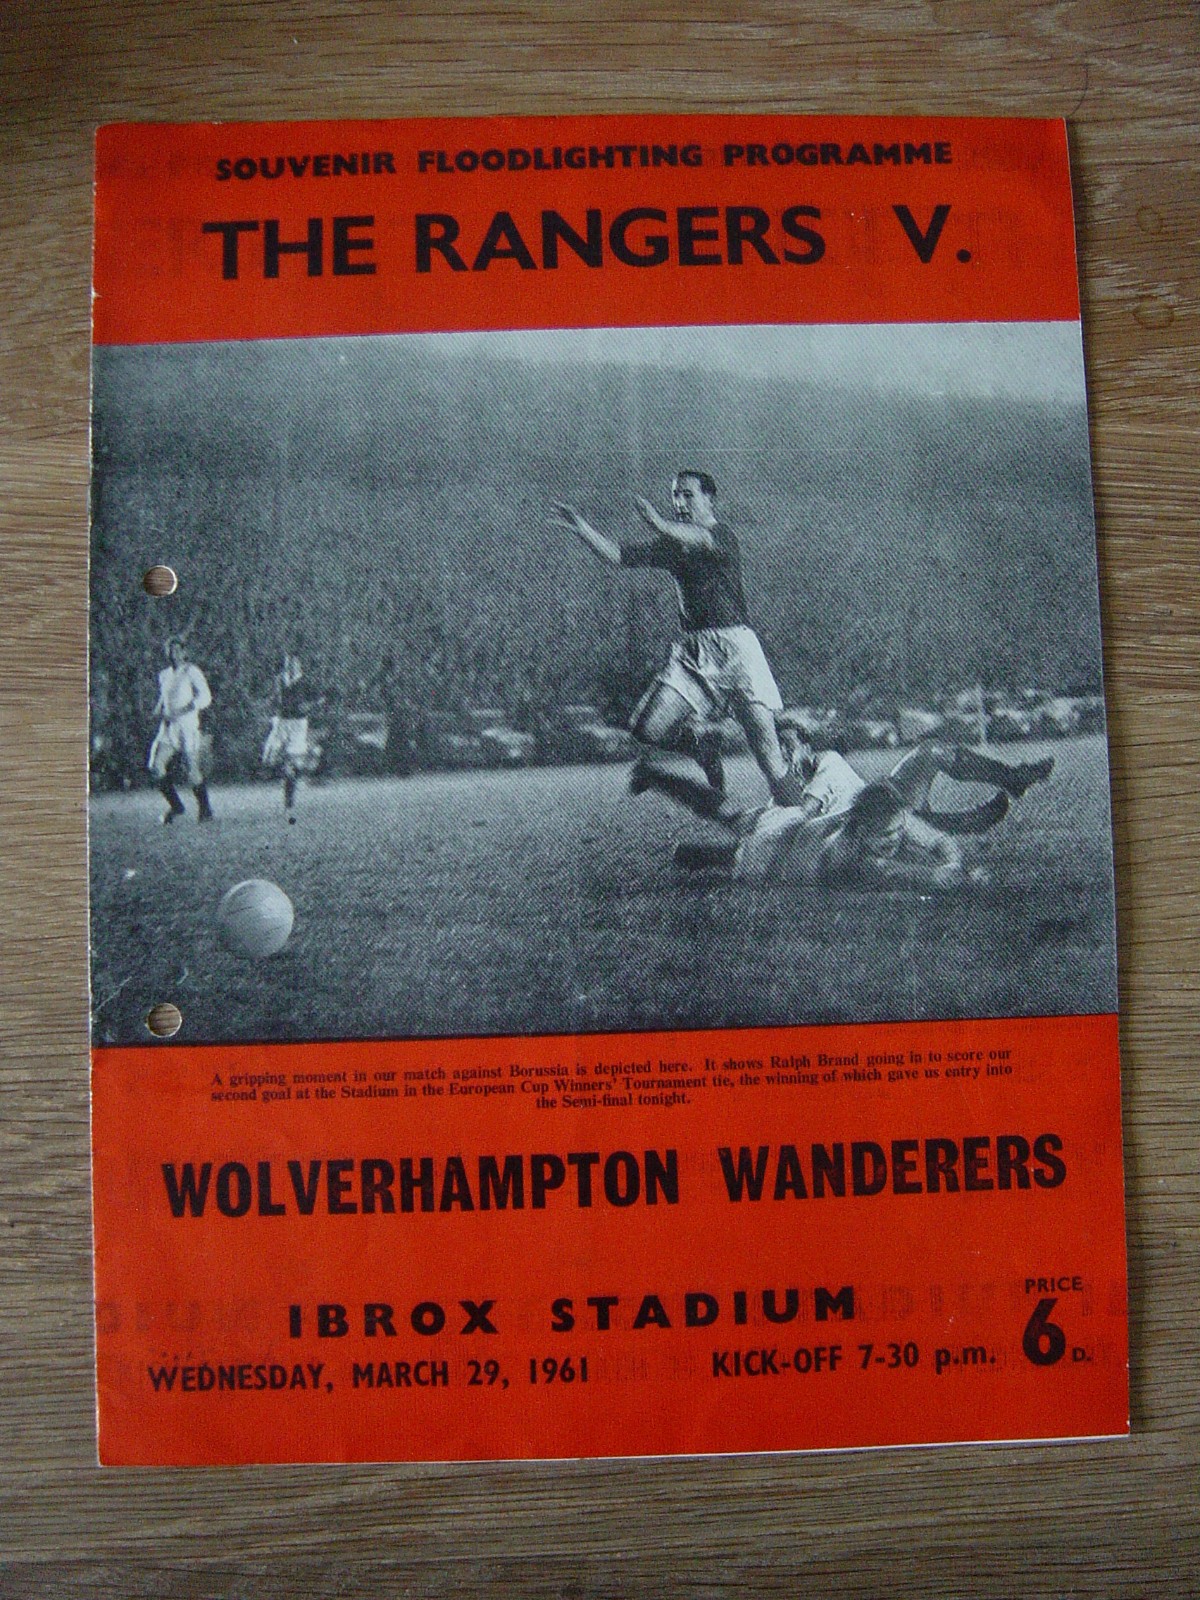 SOUVENIR FLOODLIGHTING PROGRAMME
THE RANGERS V.
A gripping moment in our match against Borussia is depicted here. It shows Ralph Brand going in to score our
second goal at the Stadium in the European Cup Winners' Tournament tie, the winning of which gave us entry into
the Semi-final tonight.
WOLVERHAMPTON WANDERERS
IBROX STADIUM
WEDNESDAY, MARCH 29, 1961 KICK-OFF 7-30 p.m.
PRICE
6D.